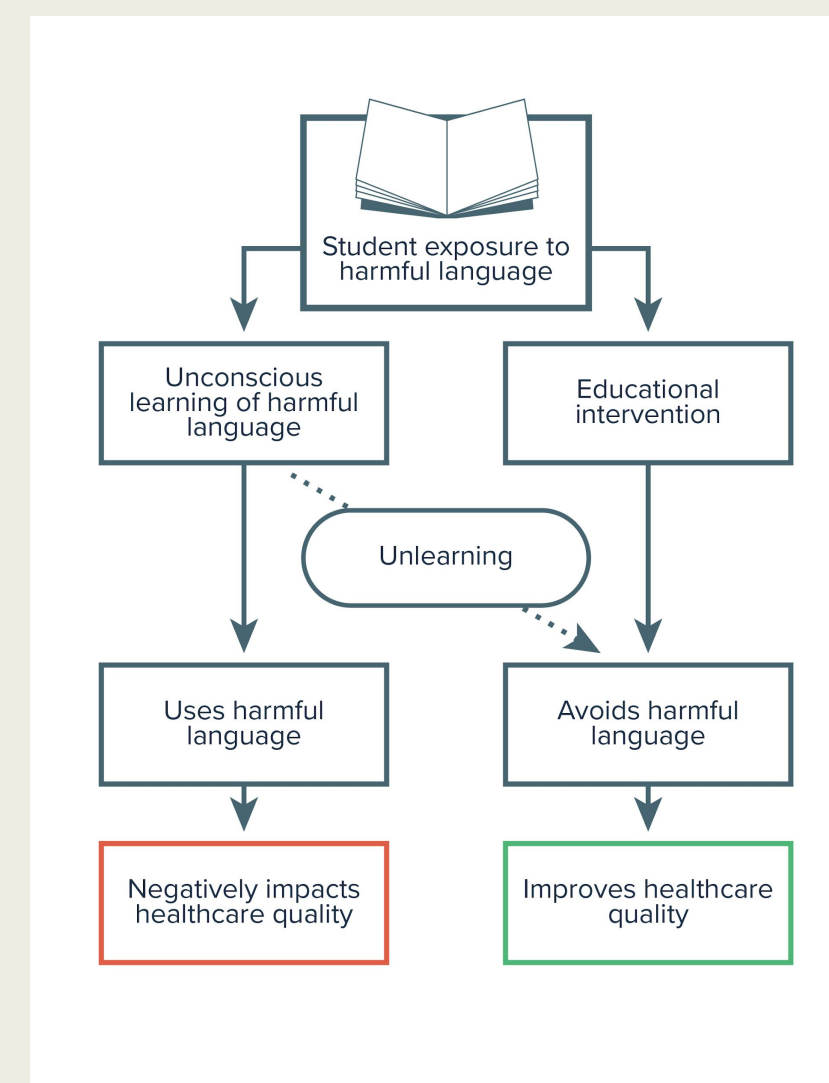 Student exposure to
harmful language
Unconscious
learning of harmful
language
Educational
intervention
Unlearning
Uses harmful
language
Avoids harmful
language
Negatively impacts
healthcare quality
Improves healthcare
quality